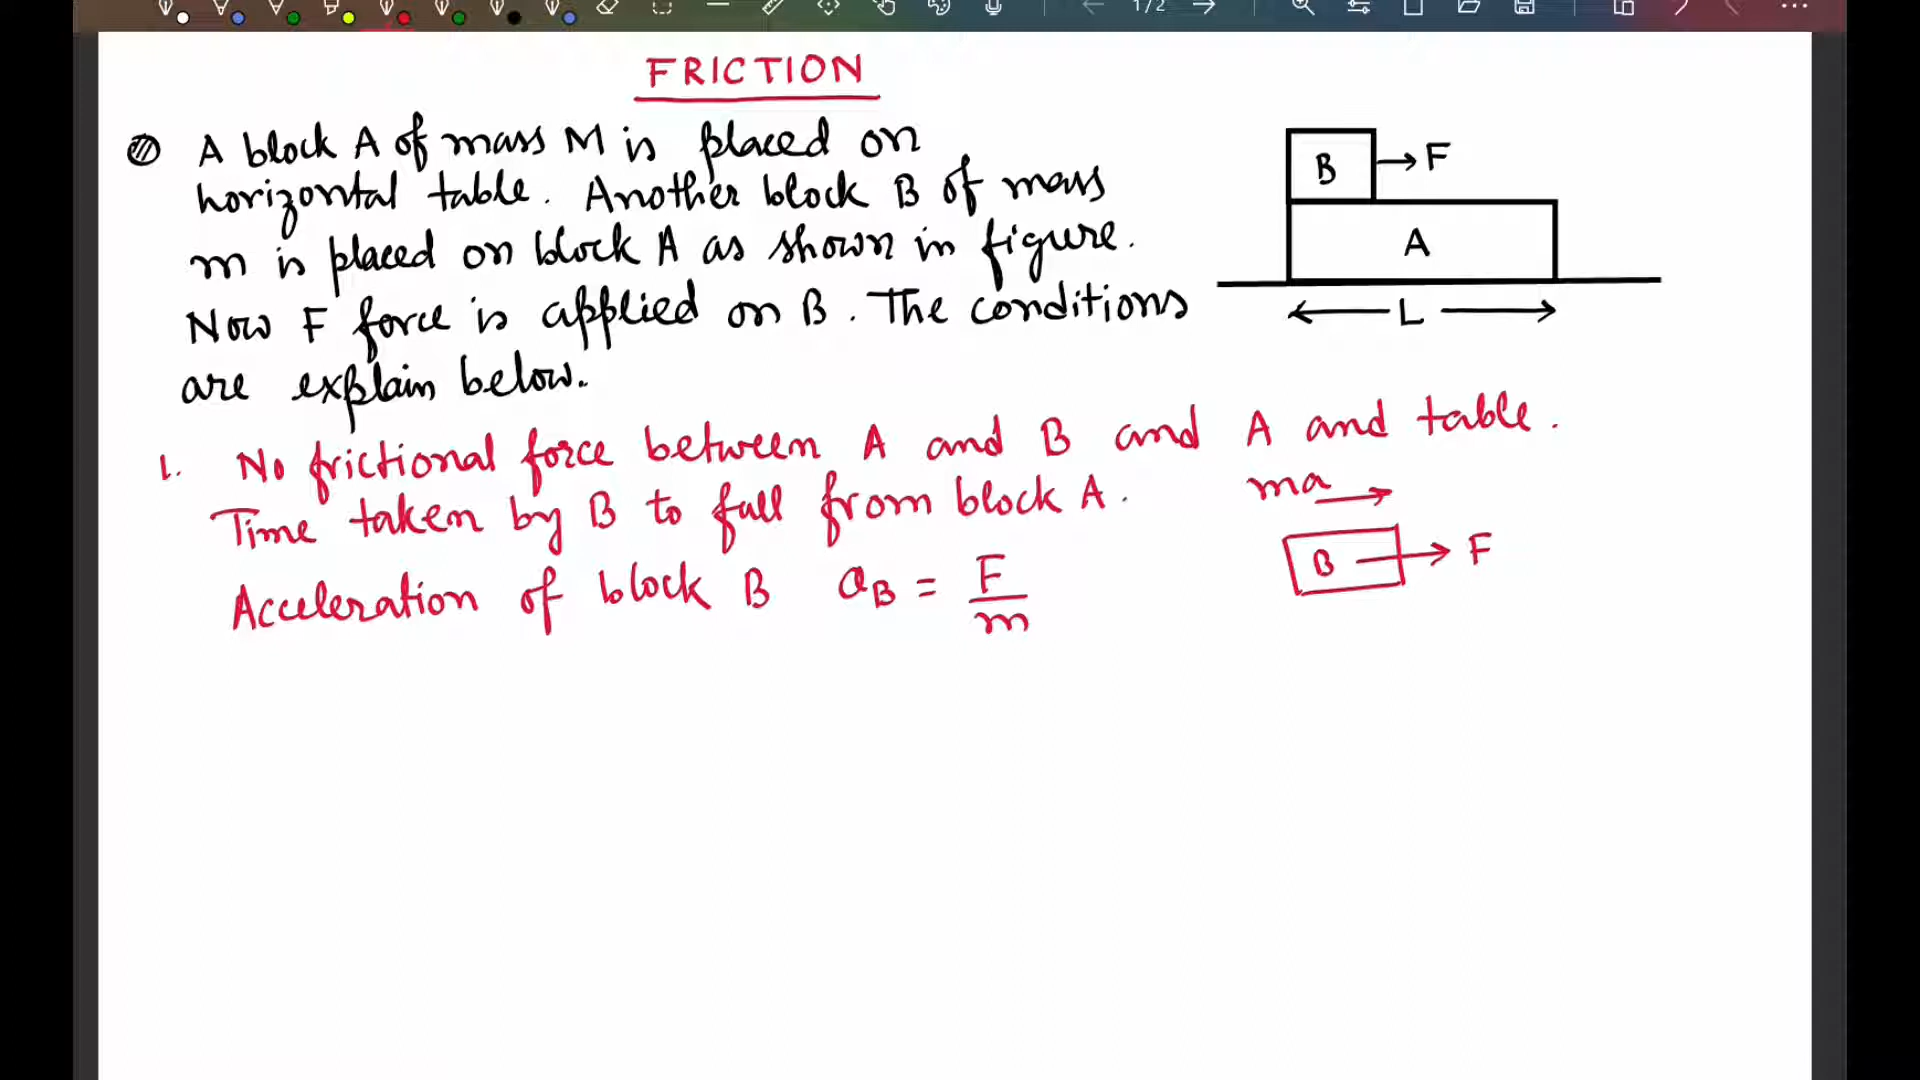 1/2
FRICTION
A block A of mass M is placed on
horizontal table. Another block B of mass
m is placed on block A as shown in figure.
Now F force is applied on B. The conditions
are explain below.
B → F
A
← L →
1. No frictional force between A and B and A and table.
Time taken by B to fall from block A.
ma →
B → F
Acceleration of block B a_B = F/m